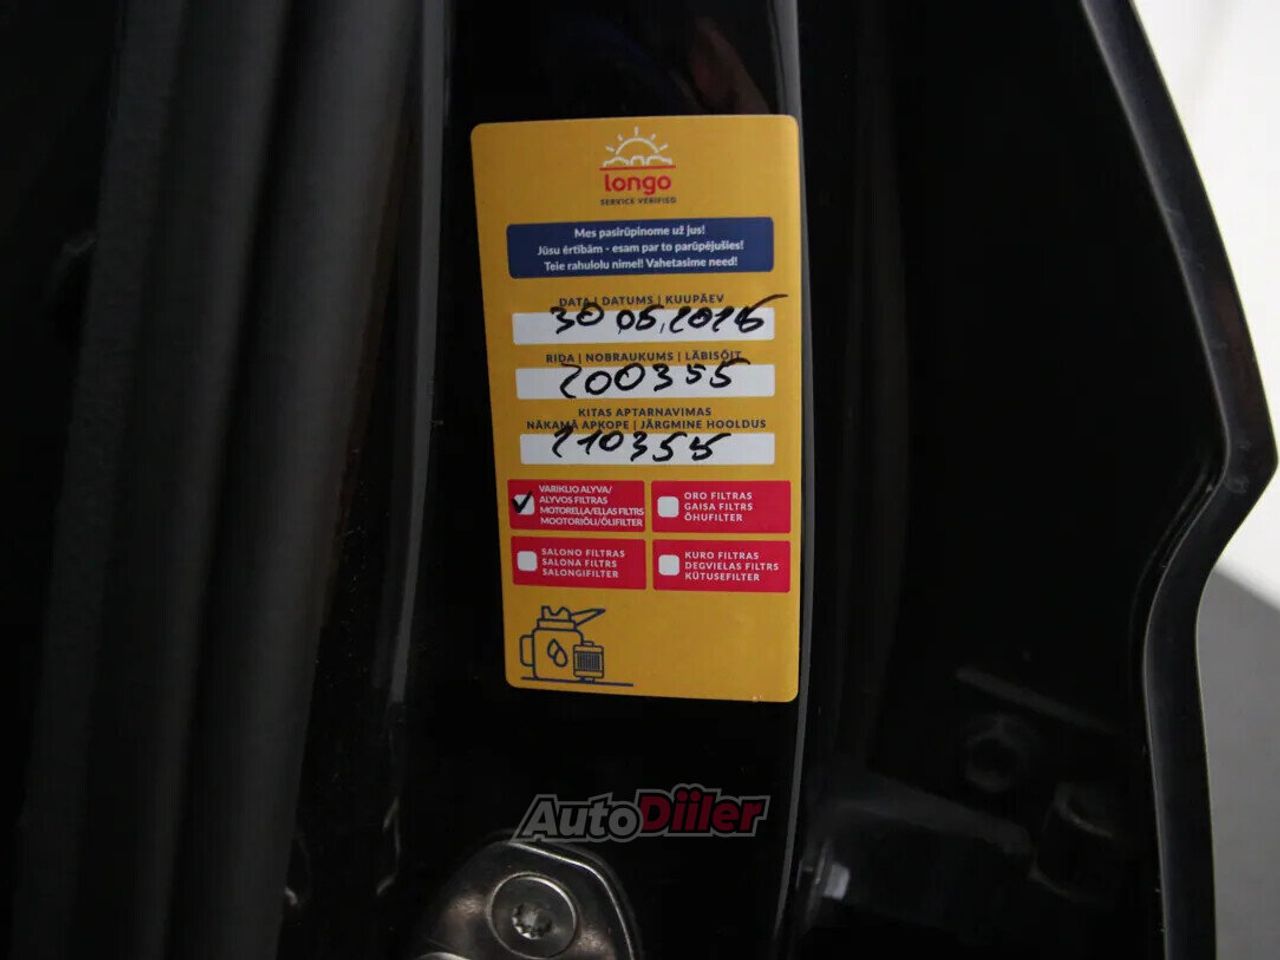 longo
SERVICE VERIFIED
Mes pasirūpinome už jus!
Jūsu ērtībām - esam par to parūpējušies!
Teie rahulolu nimel! Vahetasime need!
DATA | DATUMS | KUUPÄEV
30 05.2026
RIDA | NOBRAUKUMS | LÄBISÕIT
200355
KITAS APTARNAVIMAS
NĀKAMĀ APKOPE | JÄRGMINE HOOLDUS
210355
VARIKLIO ALYVA/
ALYVOS FILTRAS
MOTOREĻĻA/EĻĻAS FILTRS
MOOTORIÕLI/ÕLIFILTER
ORO FILTRAS
GAISA FILTRS
ÕHUFILTER
SALONO FILTRAS
SALONA FILTRS
SALONGIFILTER
KURO FILTRAS
DEGVIELAS FILTRS
KÜTUSEFILTER
AutoDiiler